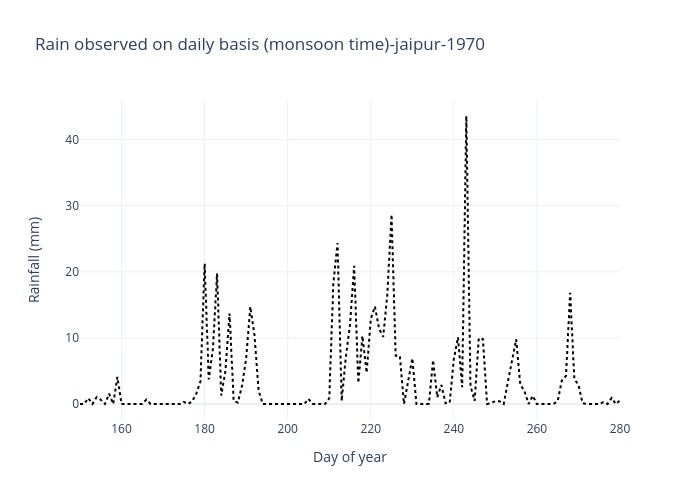 Rain observed on daily basis (monsoon time)-jaipur-1970
40
30
20
10
0
Rainfall (mm)
160 180 200 220 240 260 280
Day of year